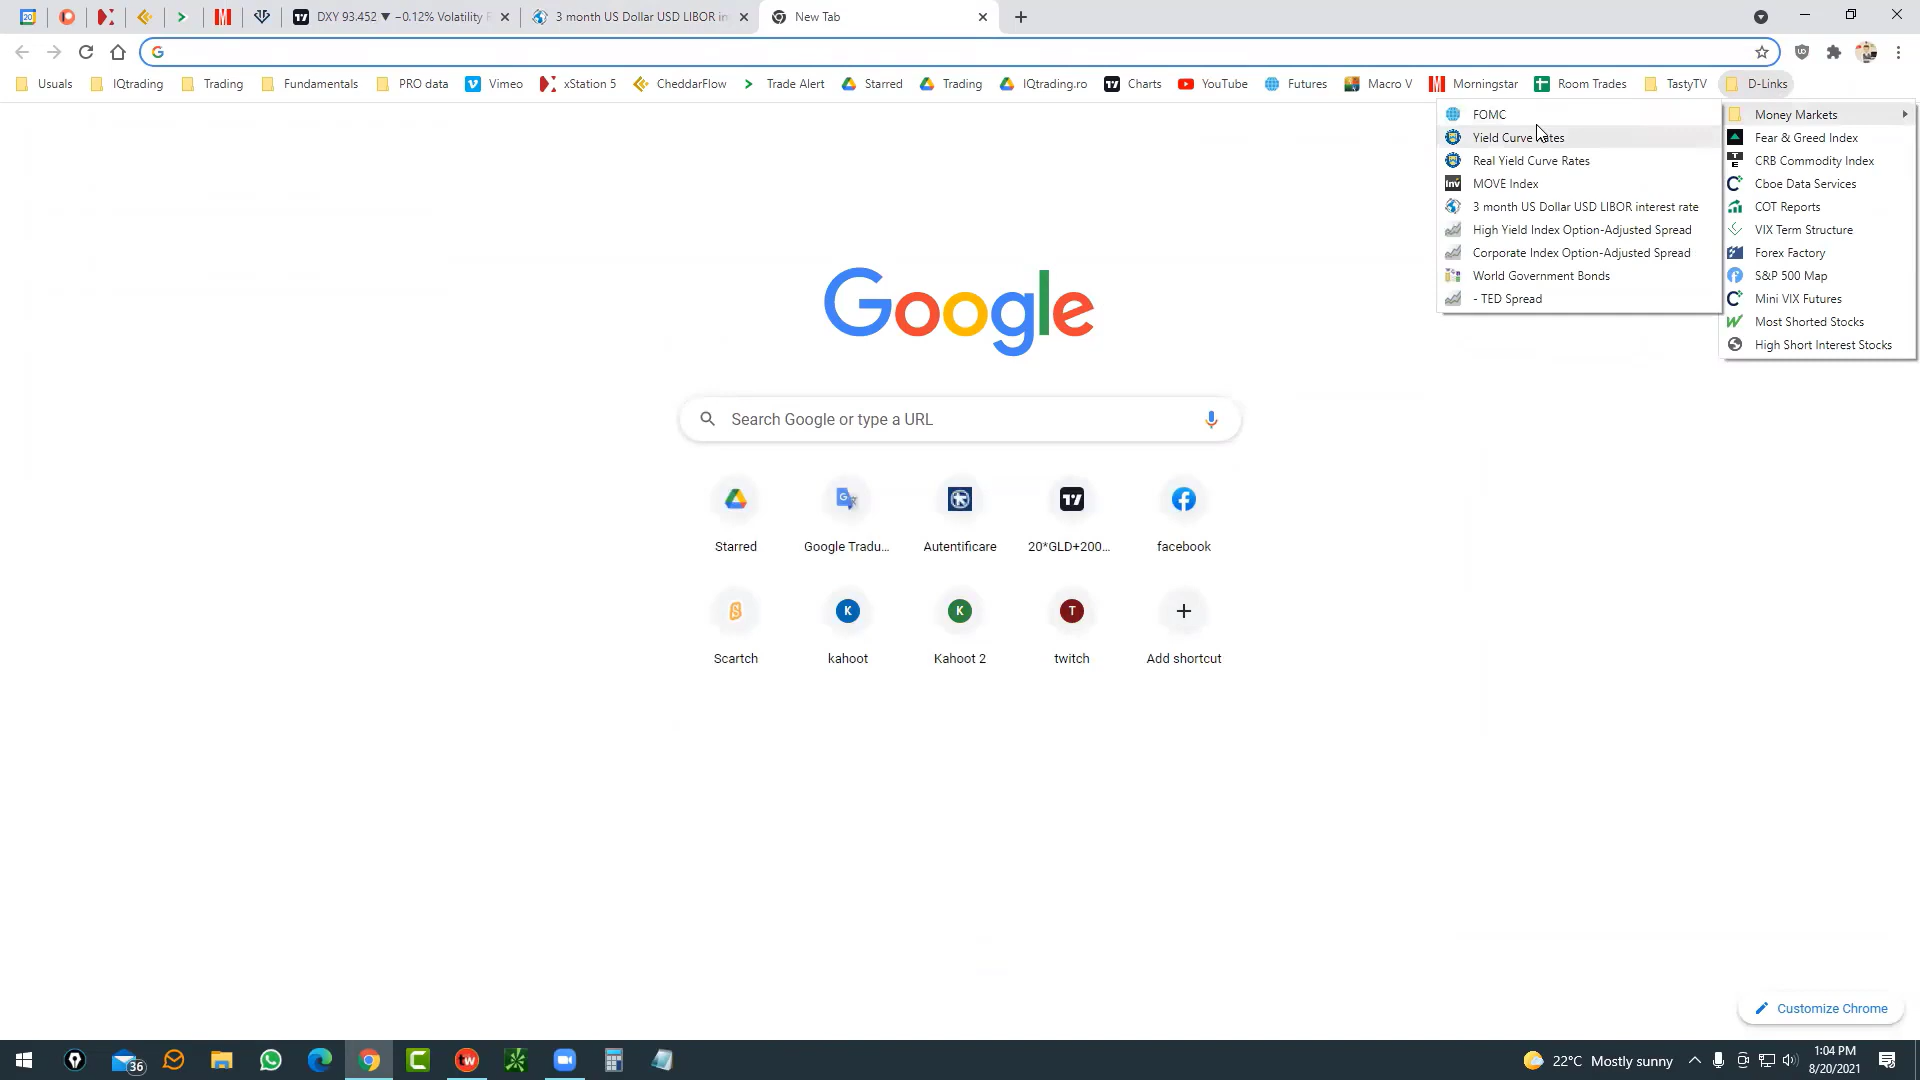 DXY 93.452 ▼ −0.12% Volatility
3 month US Dollar USD LIBOR in
New Tab
Usuals
IQtrading
Trading
Fundamentals
PRO data
Vimeo
xStation 5
CheddarFlow
Trade Alert
Starred
Trading
IQtrading.ro
Charts
YouTube
Futures
Macro V
Morningstar
Room Trades
TastyTV
D-Links
FOMC
Yield Curve Rates
Real Yield Curve Rates
MOVE Index
3 month US Dollar USD LIBOR interest rate
High Yield Index Option-Adjusted Spread
Corporate Index Option-Adjusted Spread
World Government Bonds
- TED Spread
Money Markets
Fear & Greed Index
CRB Commodity Index
Cboe Data Services
COT Reports
VIX Term Structure
Forex Factory
S&P 500 Map
Mini VIX Futures
Most Shorted Stocks
High Short Interest Stocks
Google
Search Google or type a URL
Starred
Google Tradu...
Autentificare
20*GLD+200...
facebook
Scartch
kahoot
Kahoot 2
twitch
Add shortcut
Customize Chrome
36
22°C Mostly sunny
1:04 PM
8/20/2021